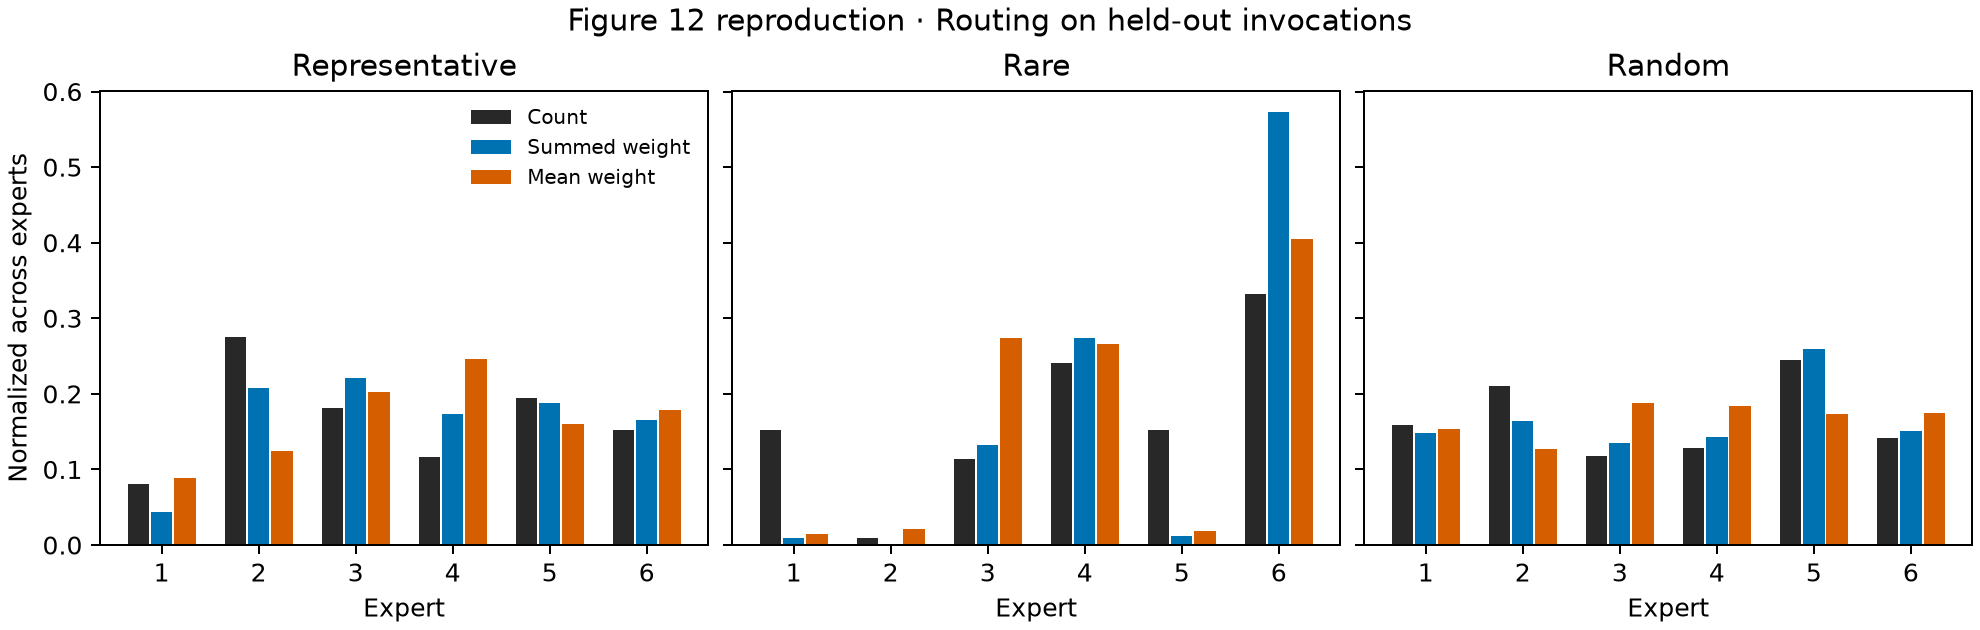 Figure 12 reproduction · Routing on held-out invocations
Representative
Rare
Random
Count
Summed weight
Mean weight
Normalized across experts
0.6
0.5
0.4
0.3
0.2
0.1
0.0
1 2 3 4 5 6
1 2 3 4 5 6
1 2 3 4 5 6
Expert
Expert
Expert